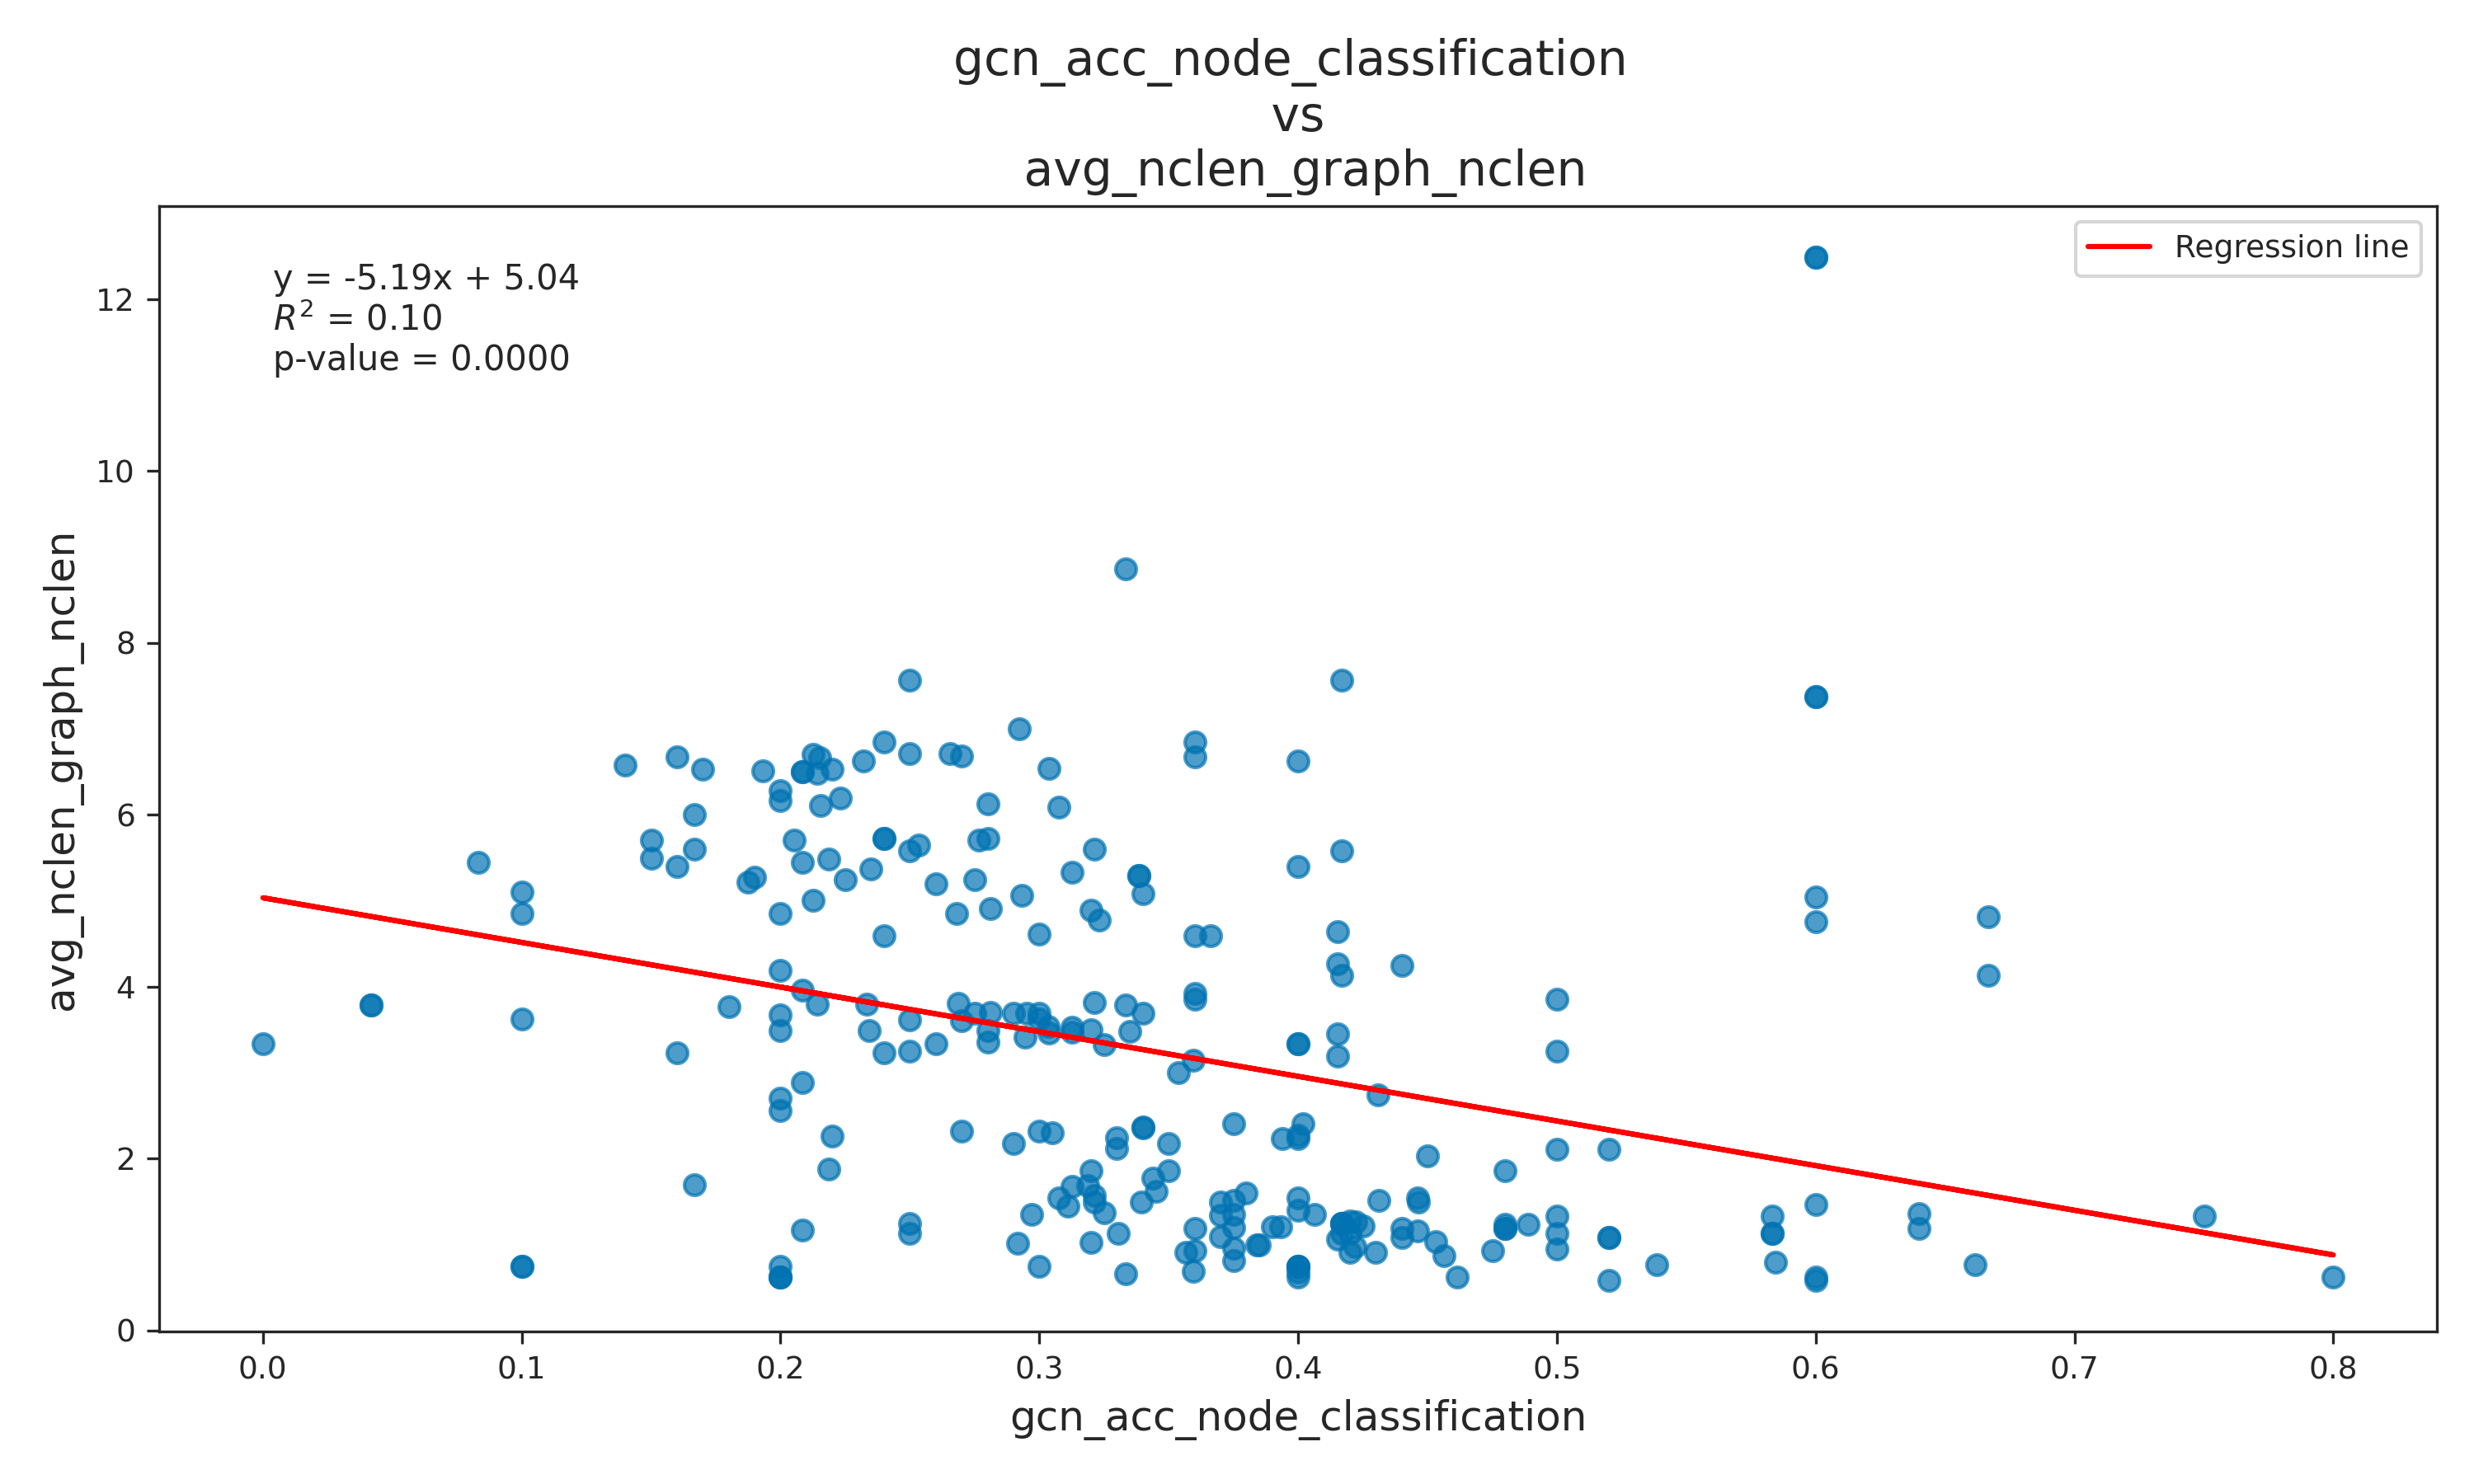 gcn_acc_node_classification
vs
avg_nclen_graph_nclen
Regression line
y = -5.19x + 5.04
R² = 0.10
p-value = 0.0000
avg_nclen_graph_nclen
12
10
8
6
4
2
0
0.0 0.1 0.2 0.3 0.4 0.5 0.6 0.7 0.8
gcn_acc_node_classification